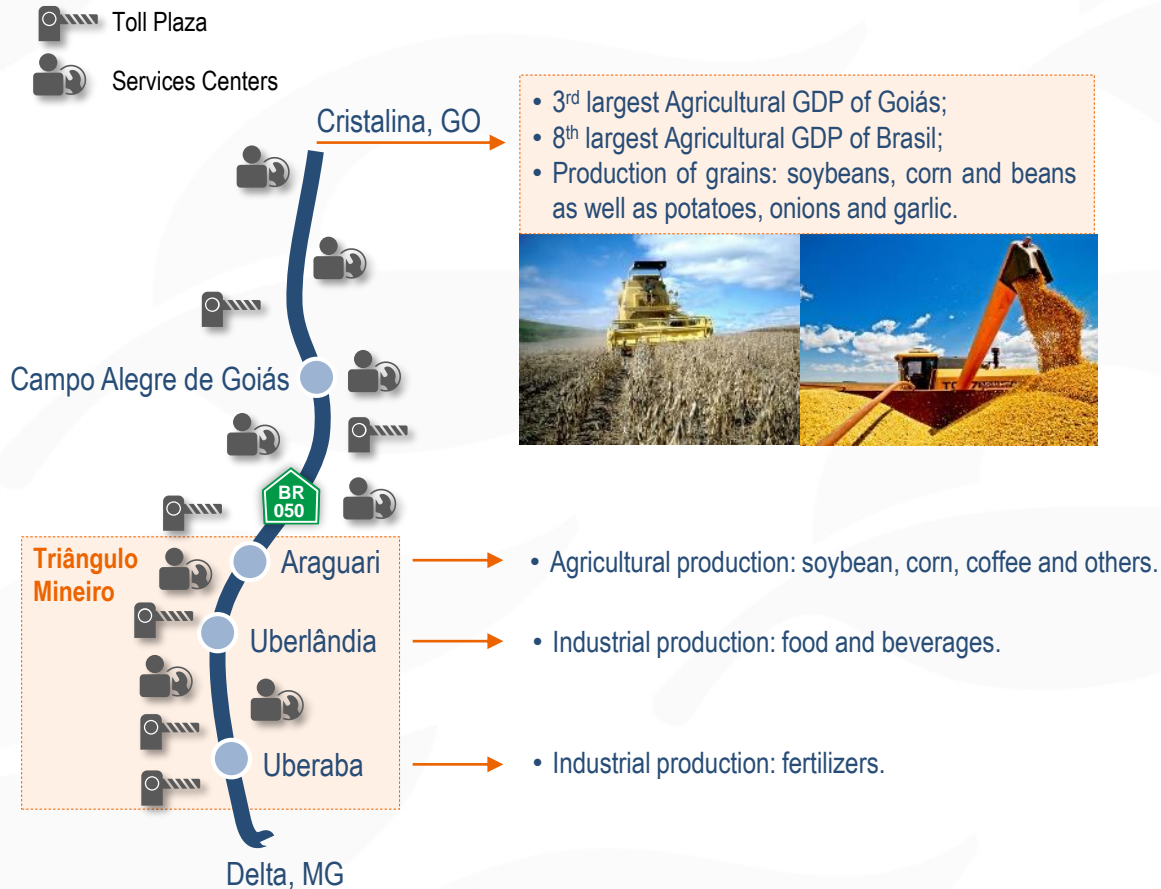 Toll Plaza
Services Centers
Cristalina, GO
• 3rd largest Agricultural GDP of Goiás;
• 8th largest Agricultural GDP of Brasil;
• Production of grains: soybeans, corn and beans
as well as potatoes, onions and garlic.
Campo Alegre de Goiás
BR
050
Triângulo
Mineiro
Araguari
• Agricultural production: soybean, corn, coffee and others.
Uberlândia
• Industrial production: food and beverages.
Uberaba
• Industrial production: fertilizers.
Delta, MG